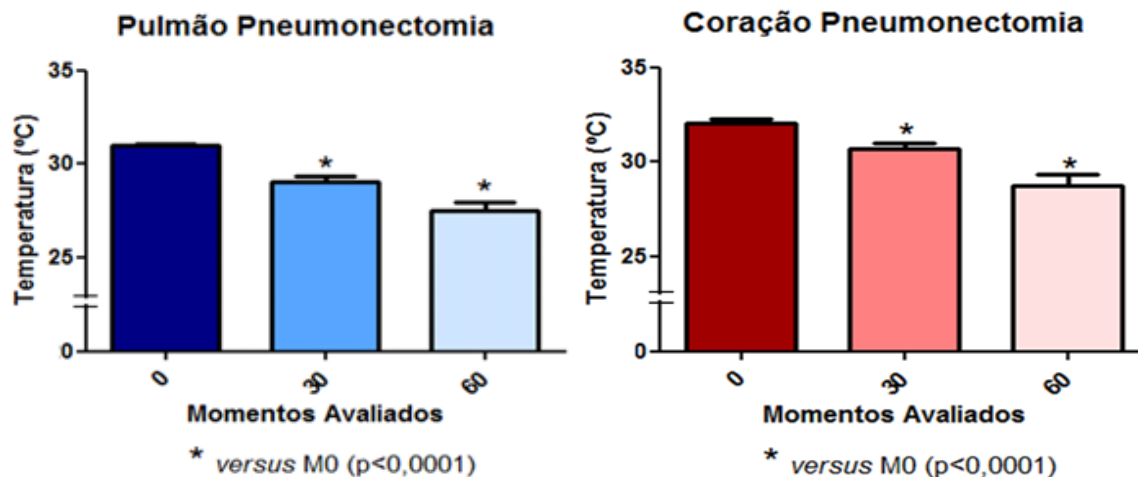 Pulmão Pneumonectomia
Temperatura (ºC)
35
30
25
0
*
*
0
30
60
Momentos Avaliados
* versus M0 (p<0,0001)
Coração Pneumonectomia
Temperatura (ºC)
35
30
25
0
*
*
0
30
60
Momentos Avaliados
* versus M0 (p<0,0001)